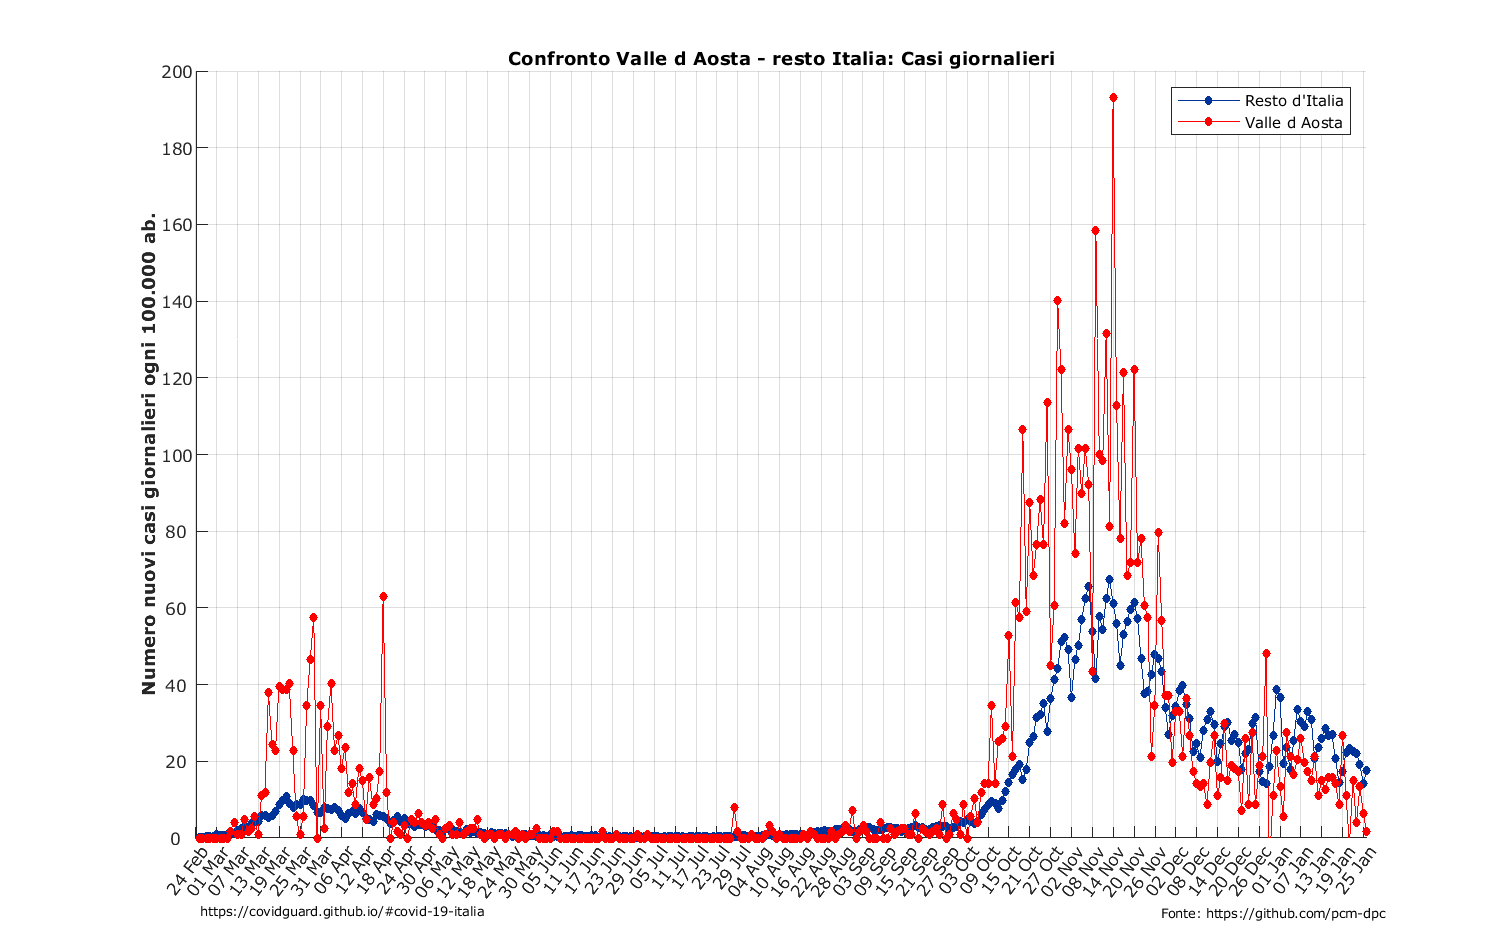 Confronto Valle d Aosta - resto Italia: Casi giornalieri
Resto d'Italia
Valle d Aosta
Numero nuovi casi giornalieri ogni 100.000 ab.
200
180
160
140
120
100
80
60
40
20
0
24 Feb
01 Mar
07 Mar
13 Mar
19 Mar
25 Mar
31 Mar
06 Apr
12 Apr
18 Apr
24 Apr
30 Apr
06 May
12 May
18 May
24 May
30 May
05 Jun
11 Jun
17 Jun
23 Jun
29 Jun
05 Jul
11 Jul
17 Jul
23 Jul
29 Jul
04 Aug
10 Aug
16 Aug
22 Aug
28 Aug
03 Sep
09 Sep
15 Sep
21 Sep
27 Sep
03 Oct
09 Oct
15 Oct
21 Oct
27 Oct
02 Nov
08 Nov
14 Nov
20 Nov
26 Nov
02 Dec
08 Dec
14 Dec
20 Dec
26 Dec
01 Jan
07 Jan
13 Jan
19 Jan
25 Jan
https://covidguard.github.io/#covid-19-italia
Fonte: https://github.com/pcm-dpc